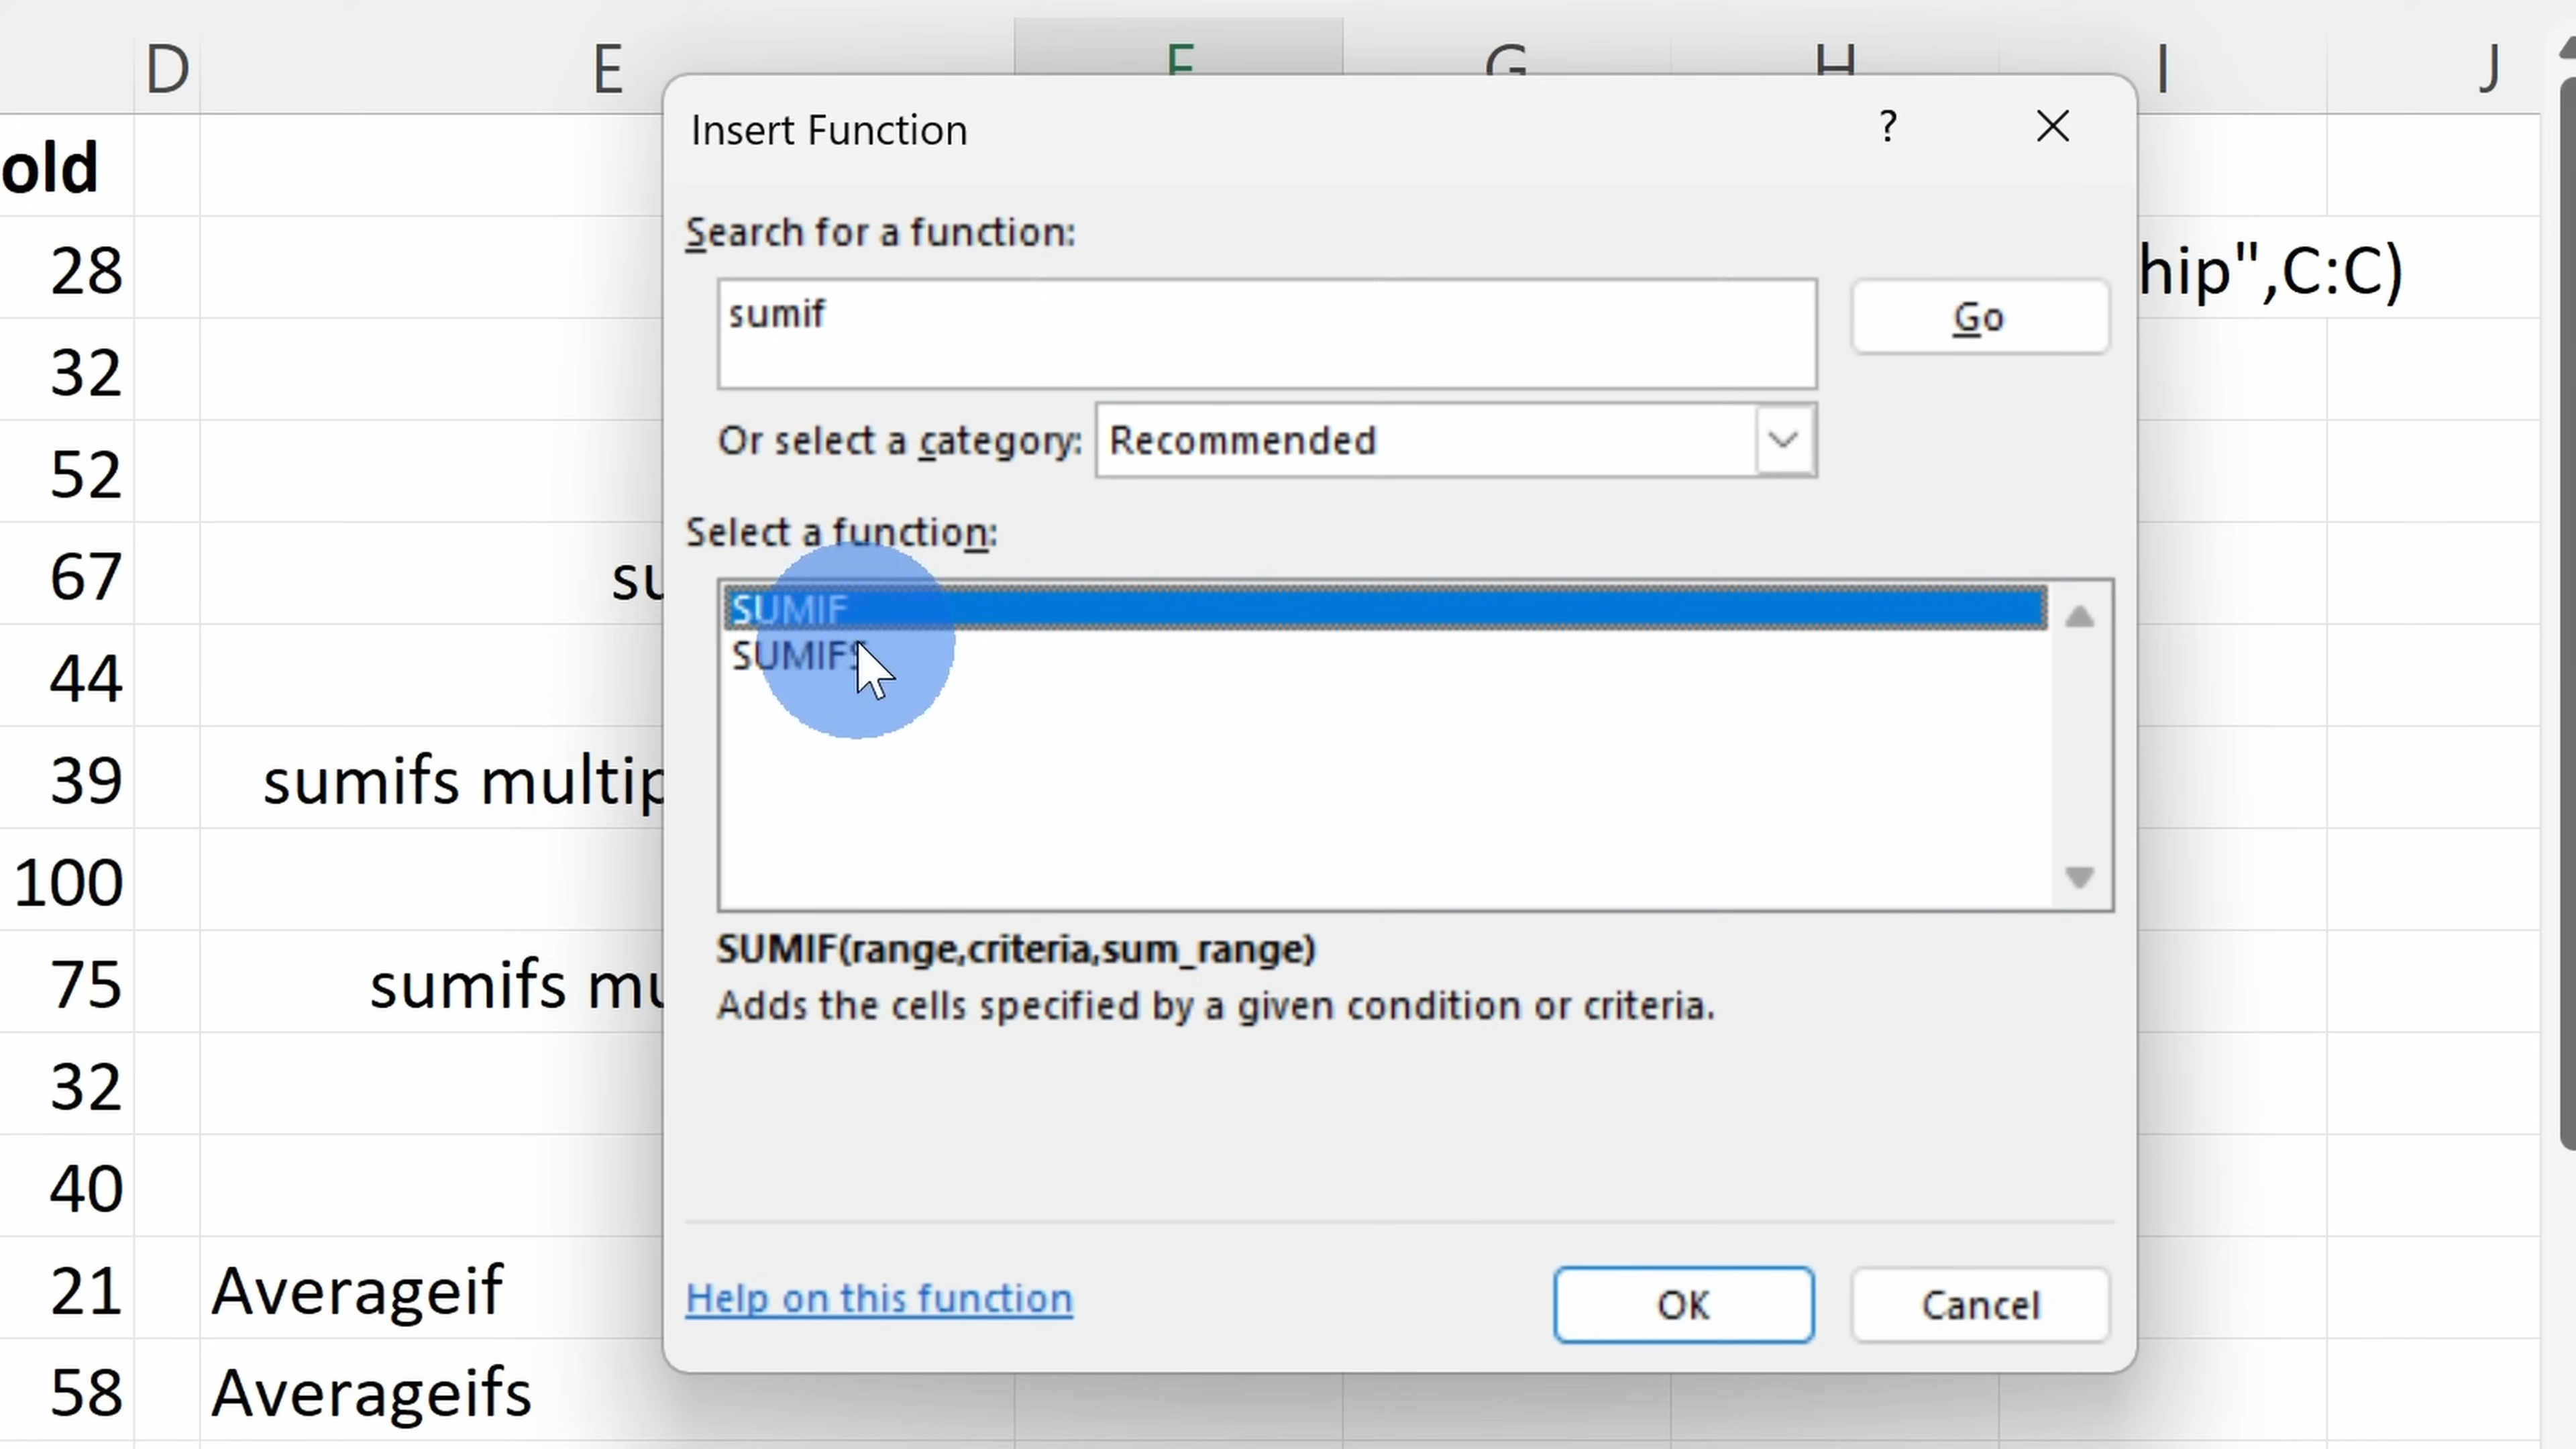 D E F G H I J
old
28 hip",C:C)
32
52
67 su
44
39 sumifs multip
100
75 sumifs mu
32
40
21 Averageif
58 Averageifs
Insert Function ?
Search for a function:
sumif Go
Or select a category: Recommended
Select a function:
SUMIF
SUMIFS
SUMIF(range,criteria,sum_range)
Adds the cells specified by a given condition or criteria.
Help on this function OK Cancel